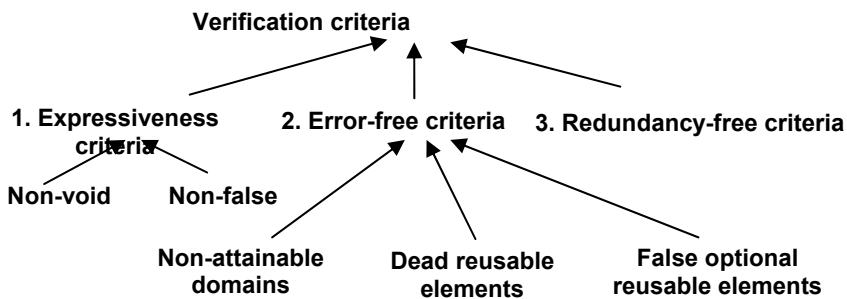 Verification criteria
1. Expressiveness
criteria
2. Error-free criteria
3. Redundancy-free criteria
Non-void
Non-false
Non-attainable
domains
Dead reusable
elements
False optional
reusable elements